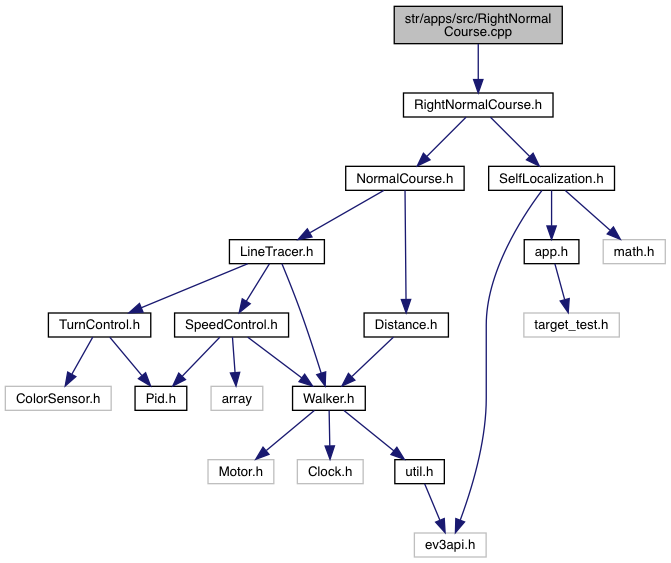 str/apps/src/RightNormal
Course.cpp
RightNormalCourse.h
NormalCourse.h
SelfLocalization.h
LineTracer.h
app.h
math.h
TurnControl.h
SpeedControl.h
Distance.h
target_test.h
ColorSensor.h
Pid.h
array
Walker.h
Motor.h
Clock.h
util.h
ev3api.h